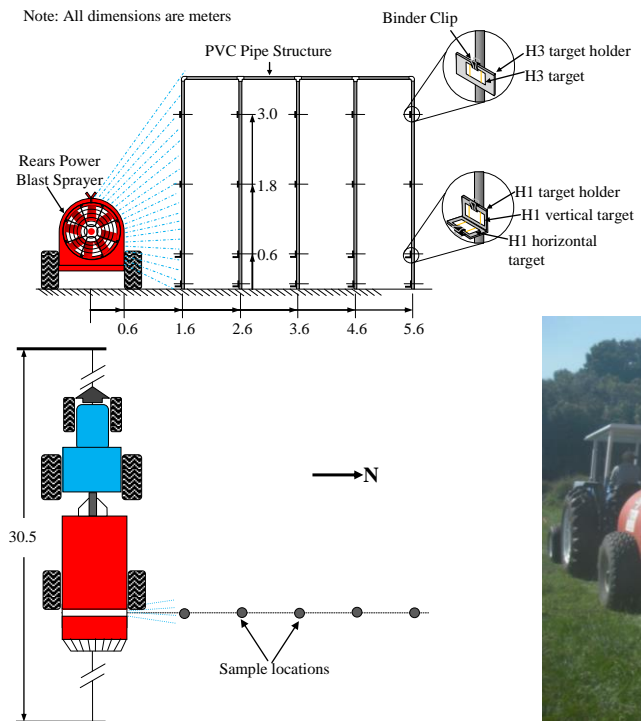 Note: All dimensions are meters
PVC Pipe Structure
Binder Clip
H3 target holder
H3 target
3.0
Rears Power
Blast Sprayer
1.8
H1 target holder
H1 vertical target
H1 horizontal
target
0.6
0.6
1.6
2.6
3.6
4.6
5.6
N
30.5
Sample locations